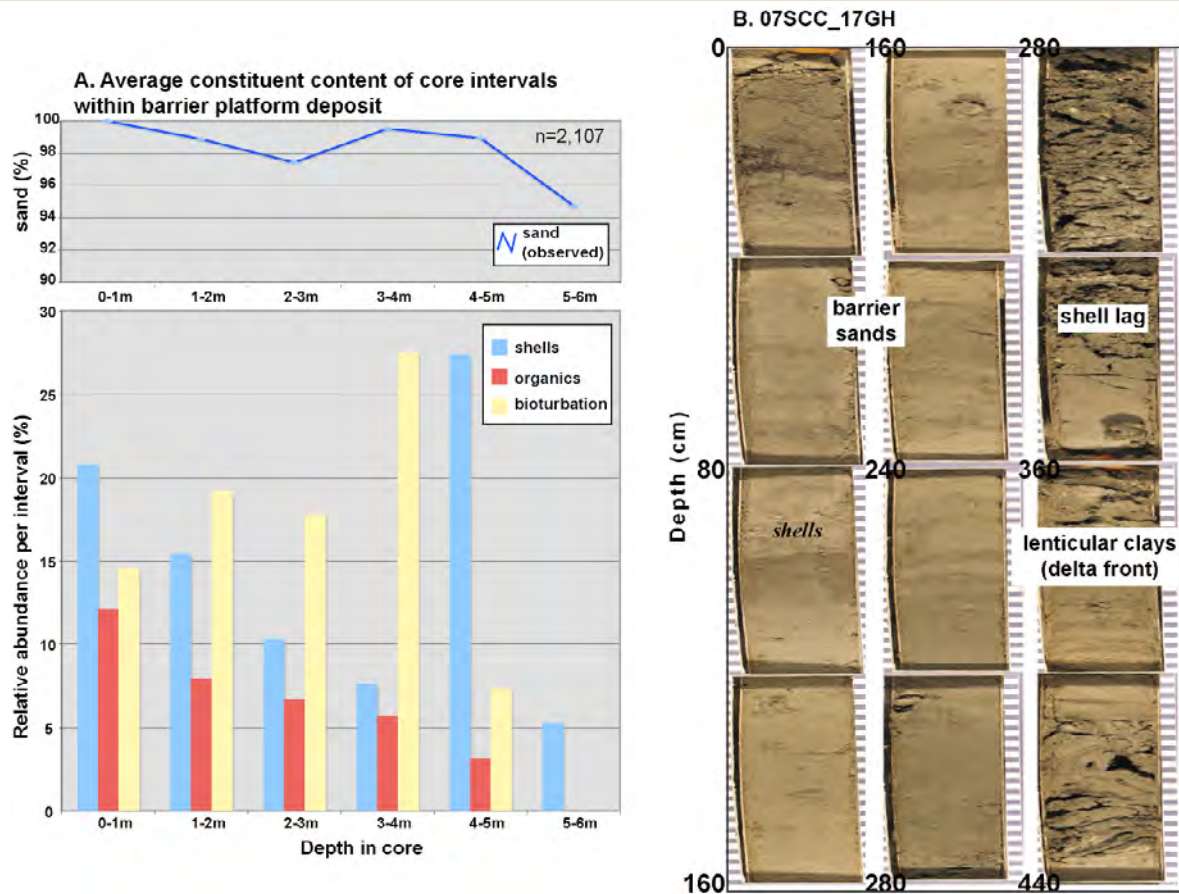 A. Average constituent content of core intervals
within barrier platform deposit
sand (%)
100
98
96
94
92
90
n=2,107
sand
(observed)
0-1m 1-2m 2-3m 3-4m 4-5m 5-6m
Relative abundance per interval (%)
30
25
20
15
10
5
0
shells
organics
bioturbation
0-1m 1-2m 2-3m 3-4m 4-5m 5-6m
Depth in core
B. 07SCC_17GH
Depth (cm)
0 160 280
barrier
sands
shell lag
80 240 360
shells
lenticular clays
(delta front)
160 280 440